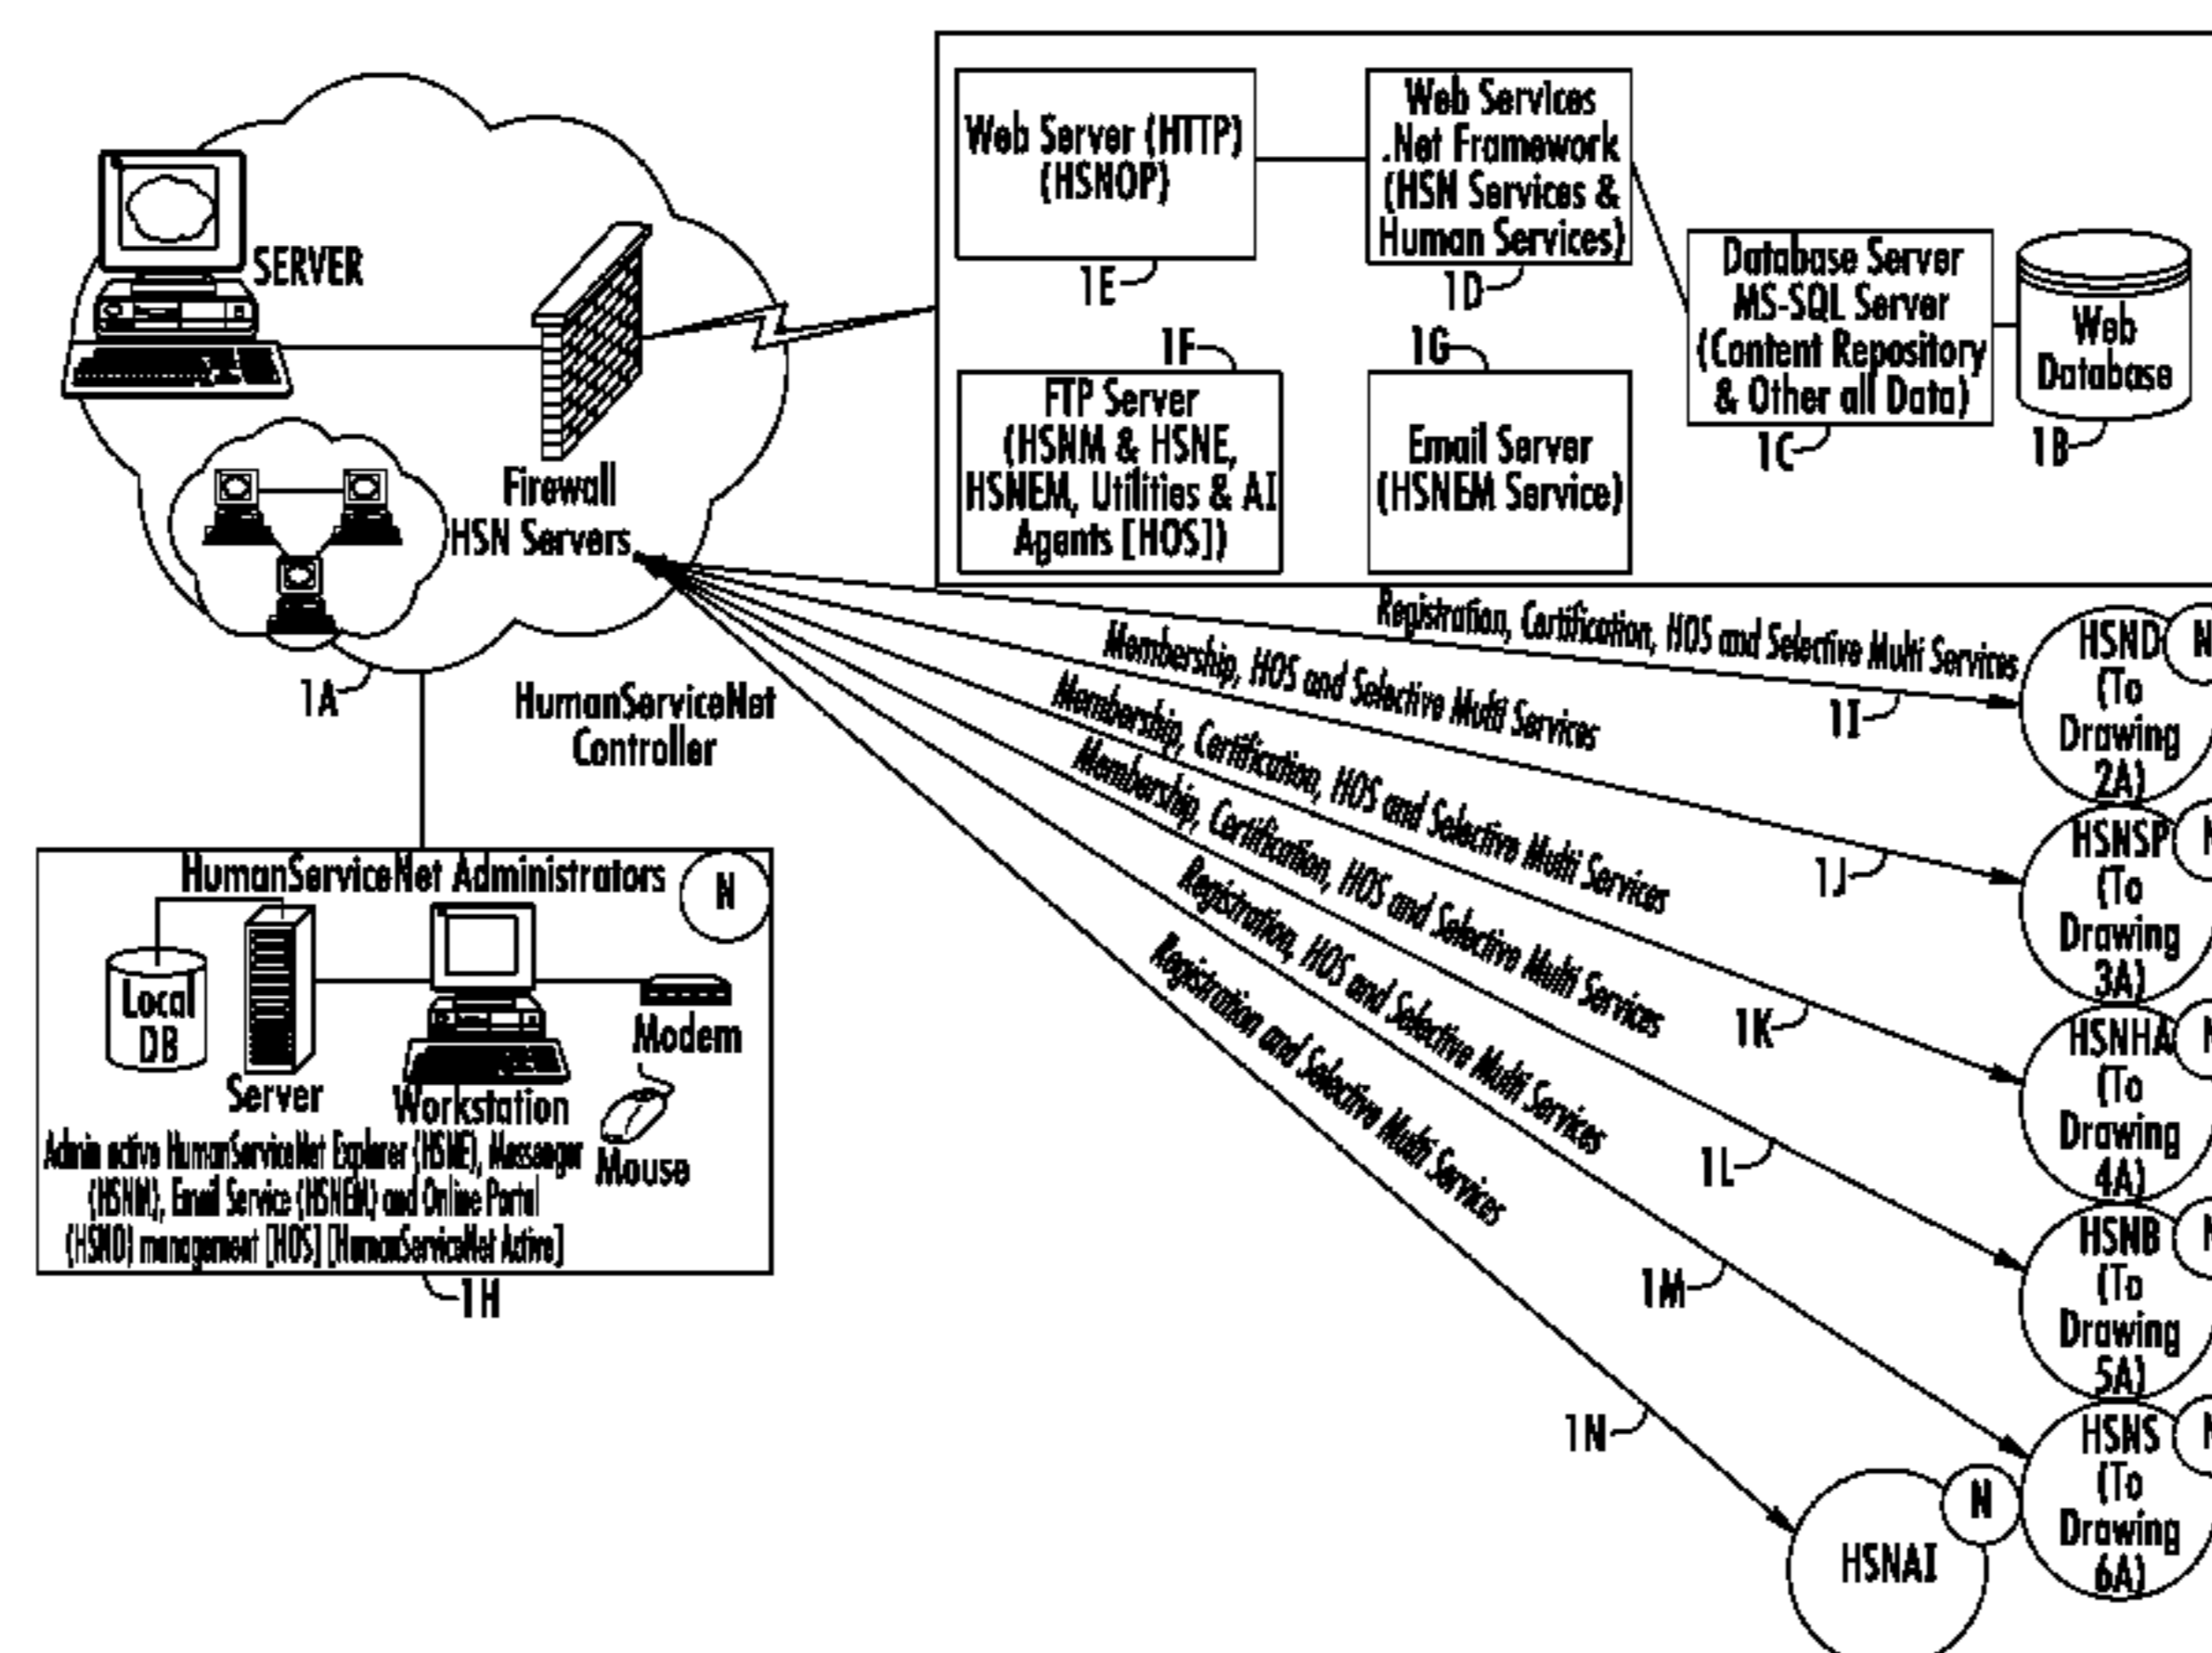 SERVER
Firewall
HSN Servers
1A
HumanServiceNet
Controller
Web Server (HTTP)
(HSNOP)
1E
Web Services
.Net Framework
(HSN Services &
Human Services)
1D
Database Server
MS-SQL Server
(Content Repository
& Other all Data)
1C
Web
Database
1B
1F
FTP Server
(HSNM & HSNE,
HSNEM, Utilities & AI
Agents [HOS])
1G
Email Server
(HSNEM Service)
Registration, Certification, HOS and Selective Multi Services
1I
HSND
(To
Drawing
2A)
N
Membership, HOS and Selective Multi Services
1J
HSNSP
(To
Drawing
3A)
N
Membership, Certification, HOS and Selective Multi Services
1K
HSNHA
(To
Drawing
4A)
N
Membership, Certification, HOS and Selective Multi Services
1L
HSNB
(To
Drawing
5A)
N
Registration, HOS and Selective Multi Services
1M
HSNS
(To
Drawing
6A)
N
Registration and Selective Multi Services
1N
HSNAI
N
HumanServiceNet Administrators
N
Local
DB
Server
Workstation
Modem
Mouse
Admin active HumanServiceNet Explorer (HSNE), Messenger
(HSNM), Email Service (HSNEM) and Online Portal
(HSNO) management [HOS] [HumanServiceNet Active]
1H